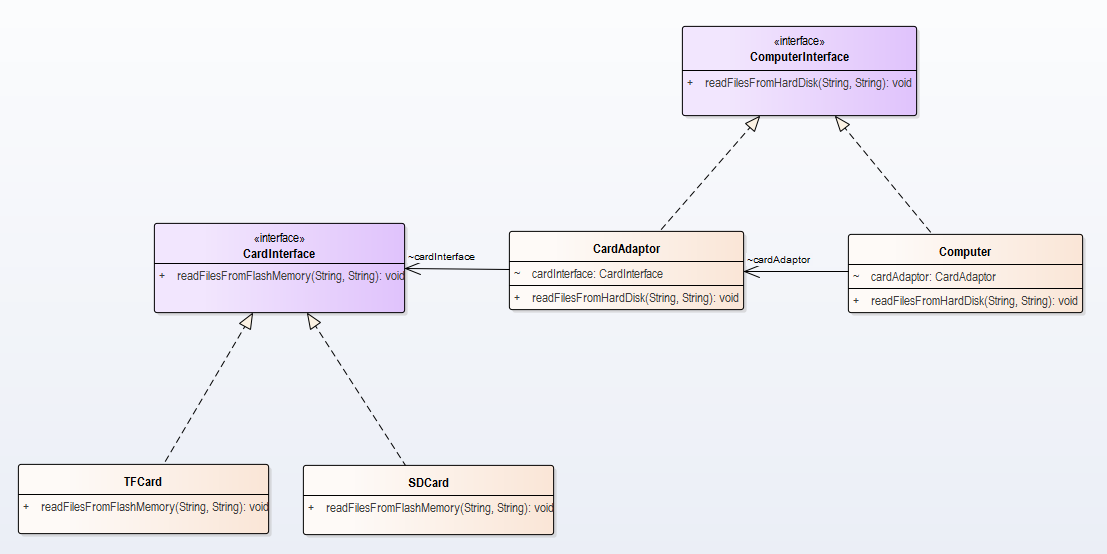 «interface»
ComputerInterface
+ readFilesFromHardDisk(String, String): void
«interface»
CardInterface
+ readFilesFromFlashMemory(String, String): void
~cardInterface
CardAdaptor
~ cardInterface: CardInterface
+ readFilesFromHardDisk(String, String): void
~cardAdaptor
Computer
~ cardAdaptor: CardAdaptor
+ readFilesFromHardDisk(String, String): void
TFCard
+ readFilesFromFlashMemory(String, String): void
SDCard
+ readFilesFromFlashMemory(String, String): void